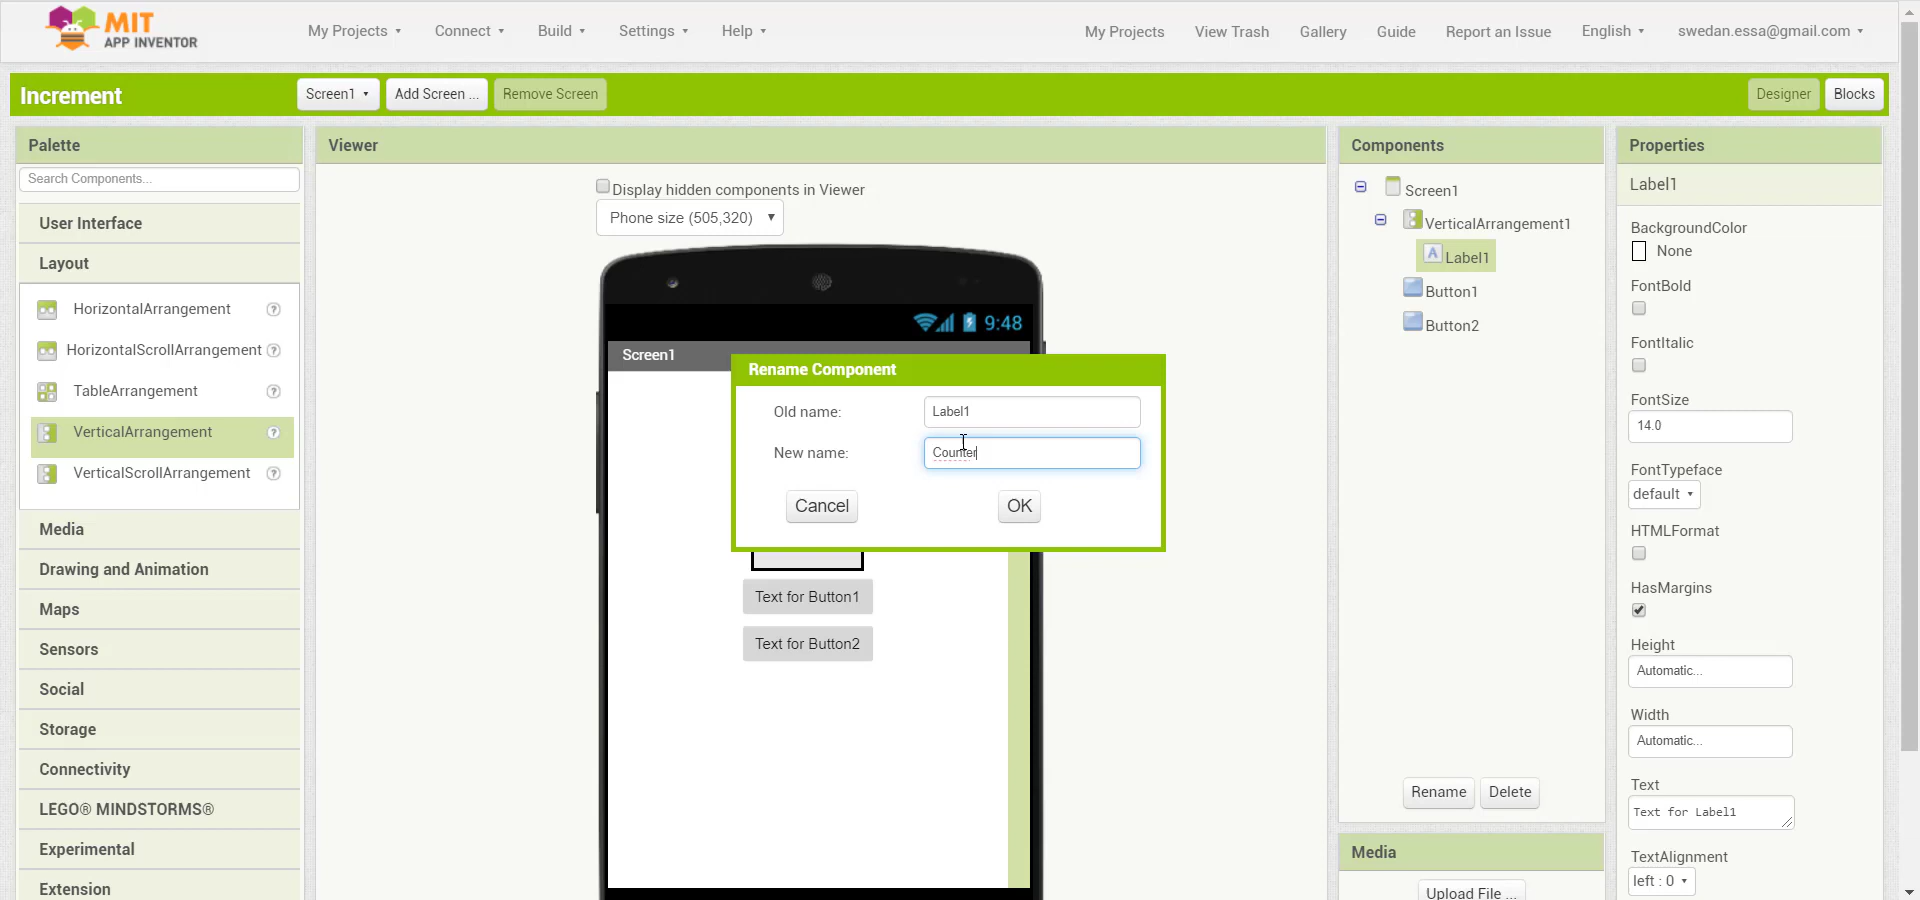 MIT
APP INVENTOR
My Projects
Connect
Build
Settings
Help
My Projects
View Trash
Gallery
Guide
Report an Issue
English
swedan.essa@gmail.com
Increment
Screen1
Add Screen ...
Remove Screen
Designer
Blocks
Palette
Search Components...
User Interface
Layout
HorizontalArrangement
HorizontalScrollArrangement
TableArrangement
VerticalArrangement
VerticalScrollArrangement
Media
Drawing and Animation
Maps
Sensors
Social
Storage
Connectivity
LEGO® MINDSTORMS®
Experimental
Extension
Viewer
Display hidden components in Viewer
Phone size (505,320)
9:48
Screen1
Rename Component
Old name:
Label1
New name:
Counter
Cancel
OK
Text for Button1
Text for Button2
Components
Screen1
VerticalArrangement1
A
Label1
Button1
Button2
Rename
Delete
Media
Upload File ...
Properties
Label1
BackgroundColor
None
FontBold
FontItalic
FontSize
14.0
FontTypeface
default
HTMLFormat
HasMargins
Height
Automatic...
Width
Automatic...
Text
Text for Label1
TextAlignment
left : 0